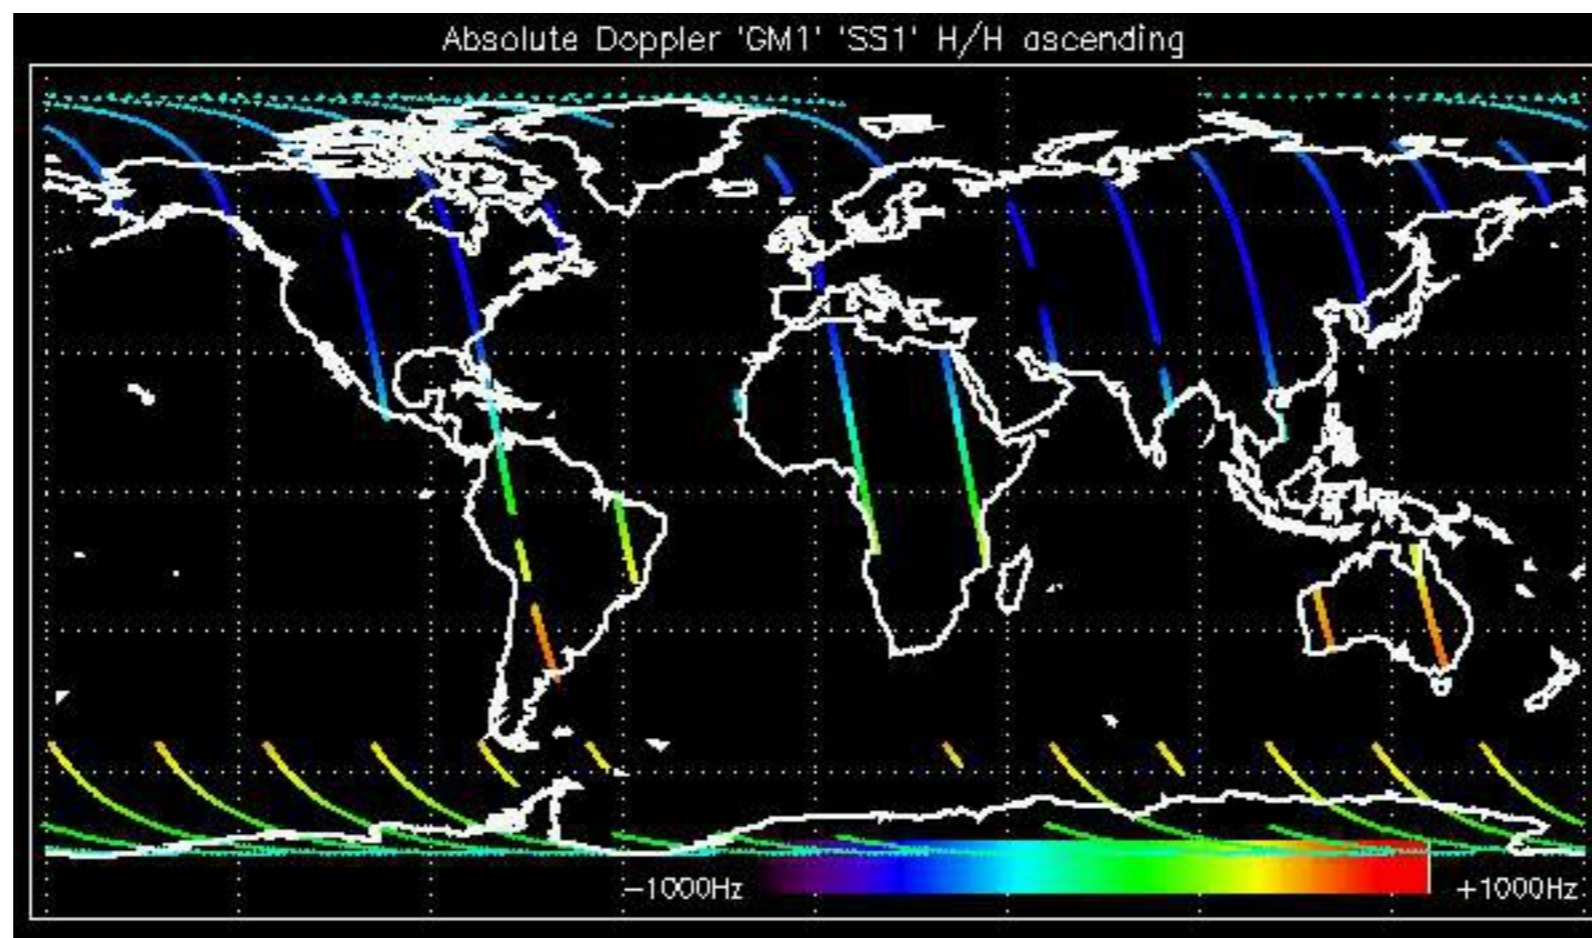 Absolute Doppler 'GM1' 'SS1' H/H ascending
-1000Hz
+1000Hz